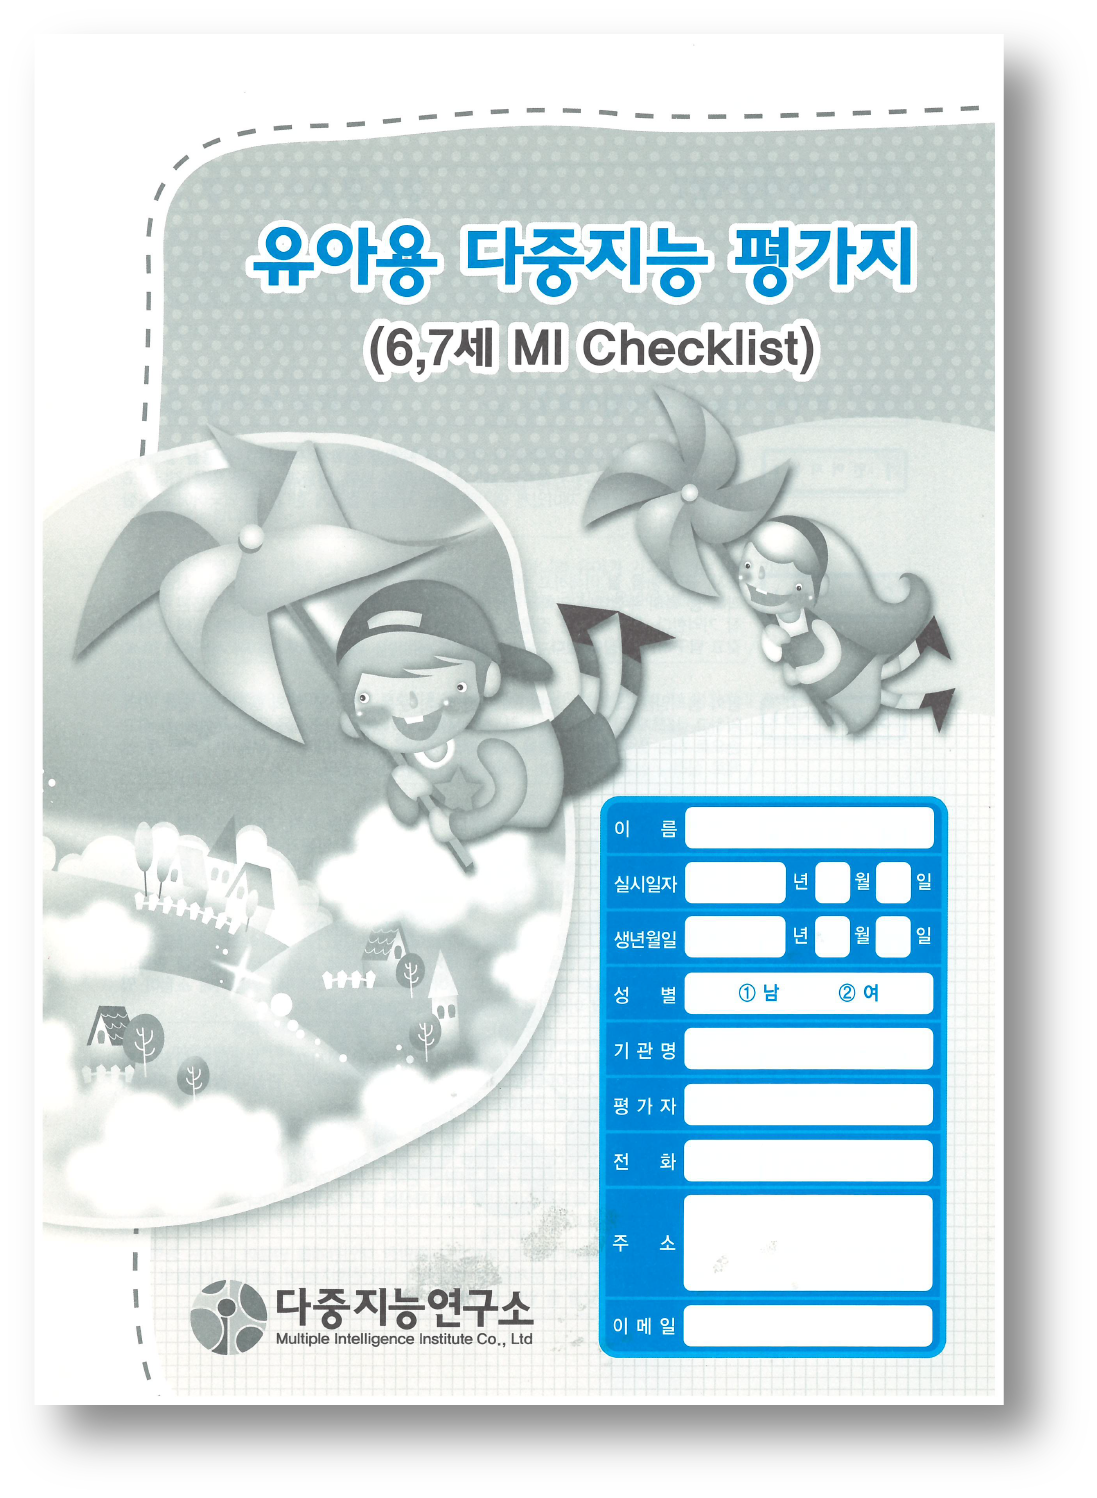 유아용 다중지능 평가지
(6,7세 MI Checklist)
이 름
실시일자 년 월 일
생년월일 년 월 일
성 별 ① 남 ② 여
기 관 명
평 가 자
전 화
주 소
이 메 일
다중지능연구소
Multiple Intelligence Institute Co., Ltd